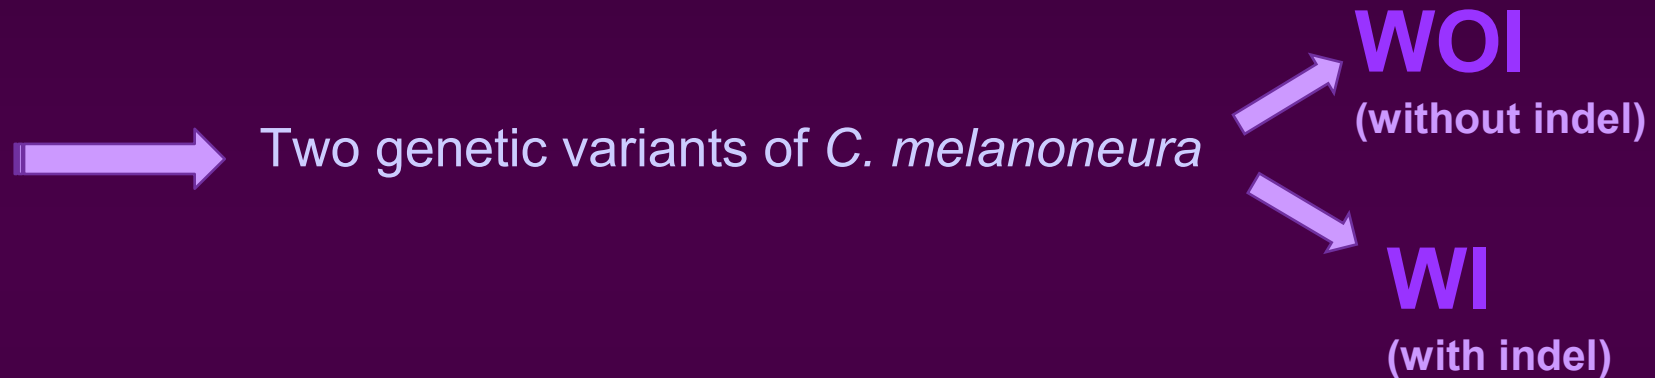 WOI
(without indel)
Two genetic variants of C. melanoneura
WI
(with indel)